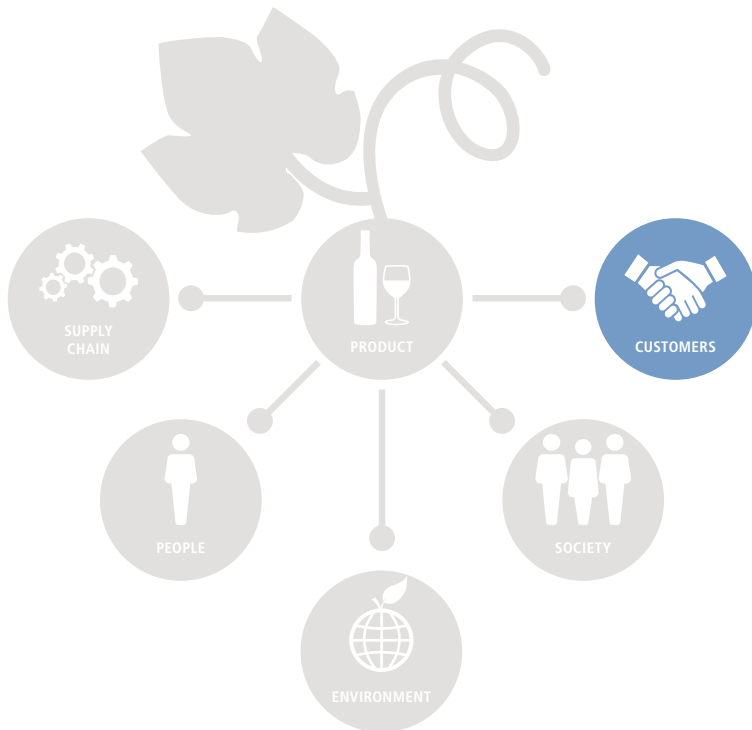 SUPPLY
CHAIN
PRODUCT
CUSTOMERS
PEOPLE
SOCIETY
ENVIRONMENT